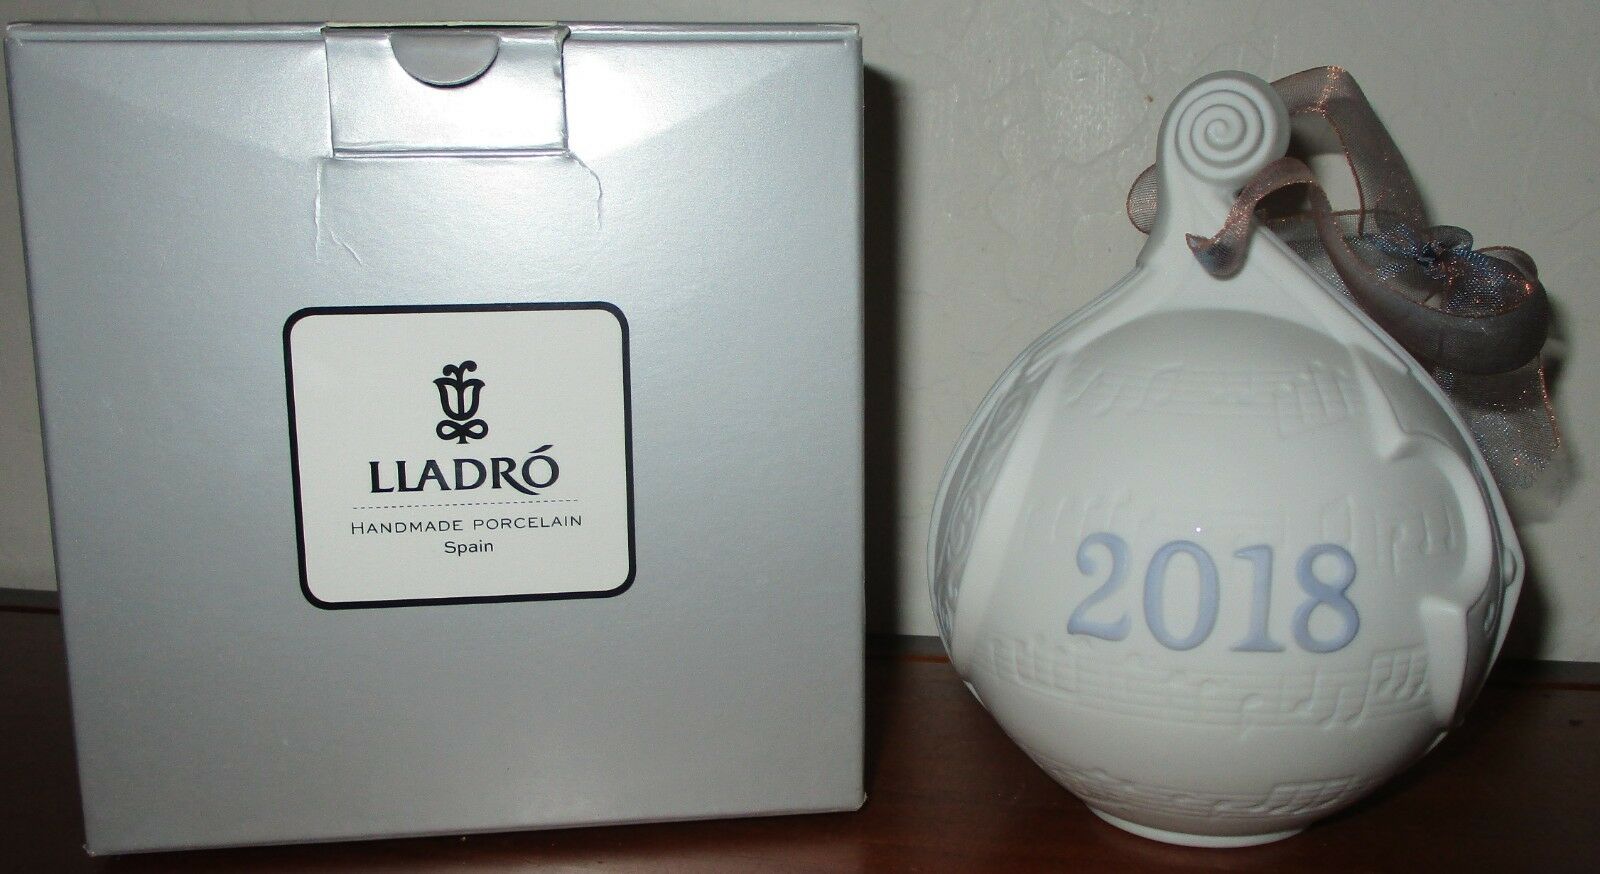 LLADRÓ
HANDMADE PORCELAIN
Spain
2018